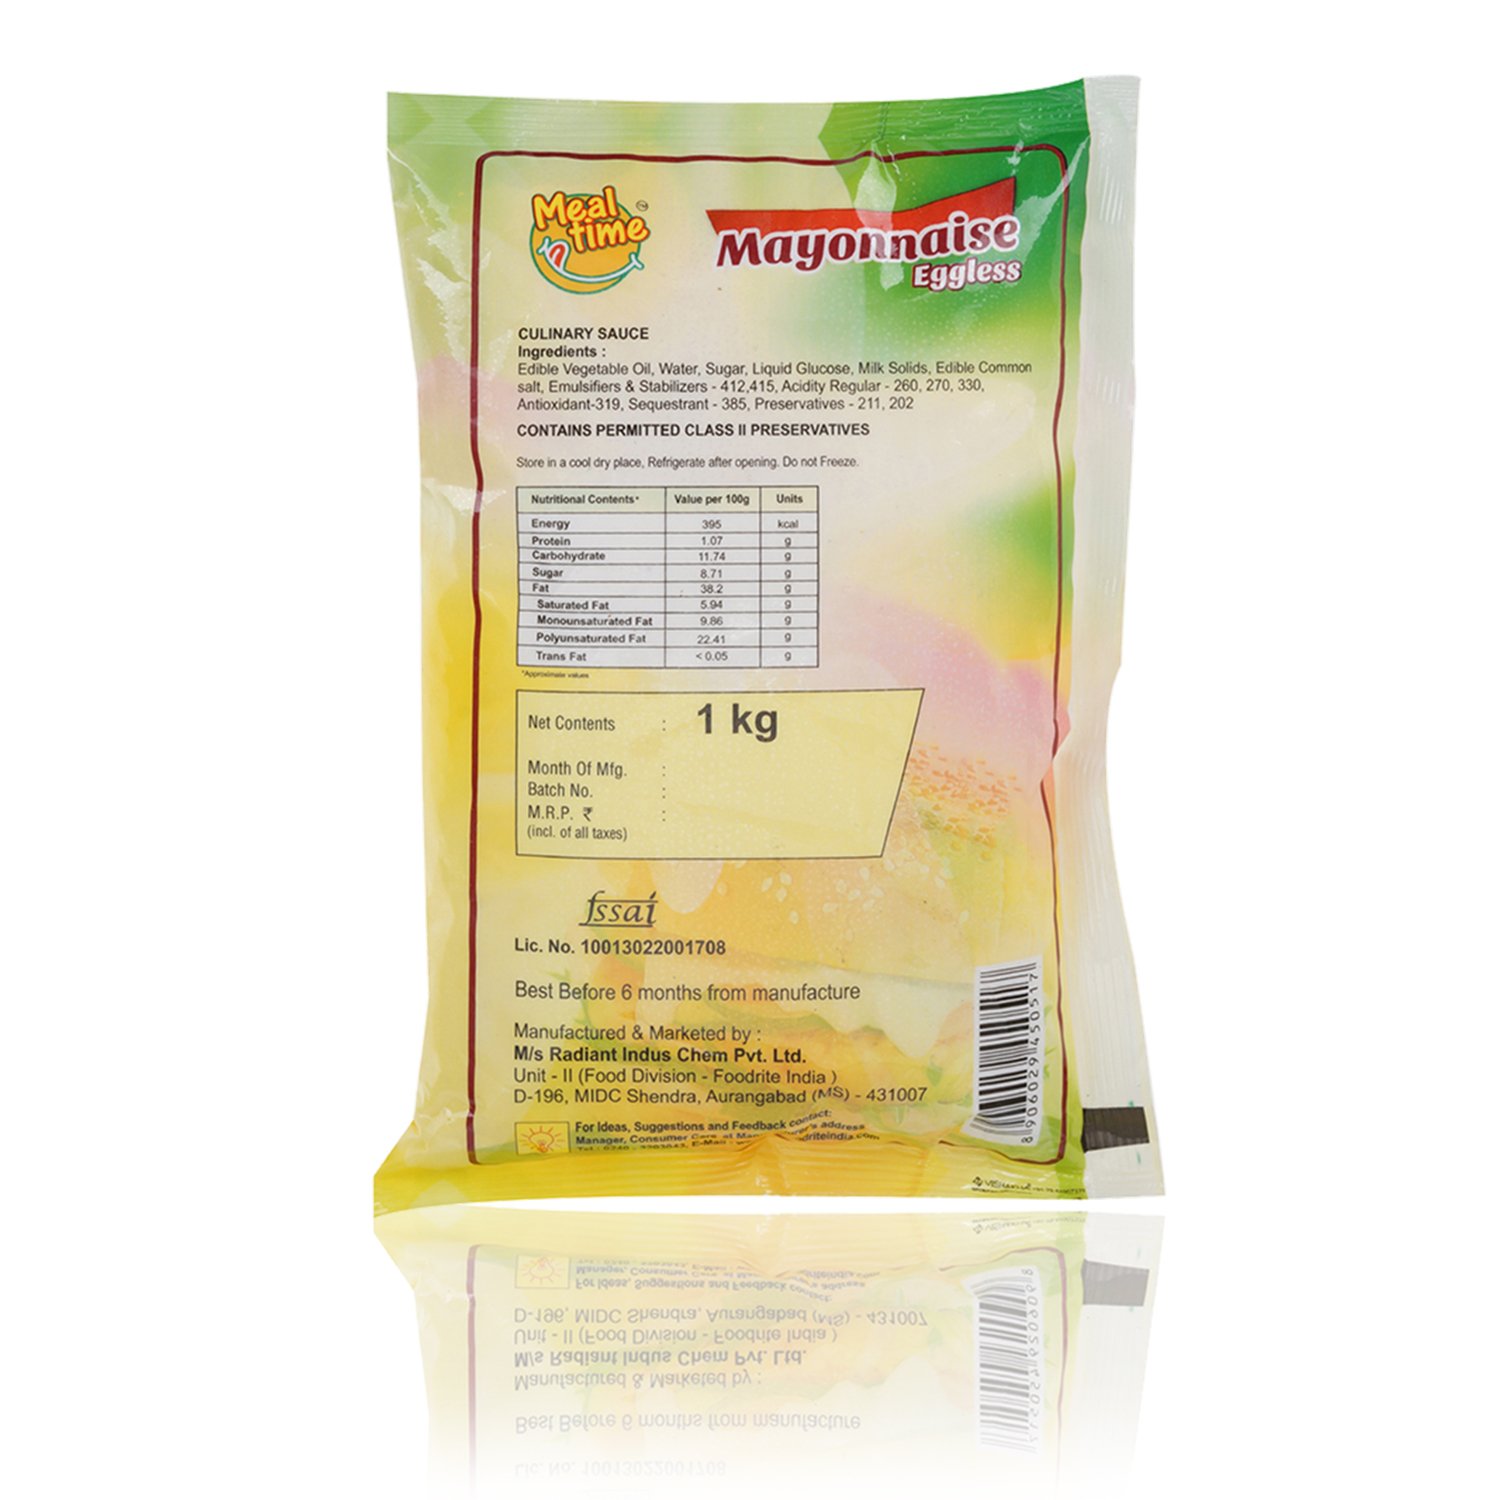 Meal
time
TM
Mayonnaise
Eggless
CULINARY SAUCE
Ingredients :
Edible Vegetable Oil, Water, Sugar, Liquid Glucose, Milk Solids, Edible Common
salt, Emulsifiers & Stabilizers - 412,415, Acidity Regular - 260, 270, 330,
Antioxidant-319, Sequestrant - 385, Preservatives - 211, 202
CONTAINS PERMITTED CLASS II PRESERVATIVES
Store in a cool dry place, Refrigerate after opening. Do not Freeze.
Nutritional Contents* Value per 100g Units
Energy 395 kcal
Protein 1.07 g
Carbohydrate 11.74 g
Sugar 8.71 g
Fat 38.2 g
Saturated Fat 5.94 g
Monounsaturated Fat 9.86 g
Polyunsaturated Fat 22.41 g
Trans Fat < 0.05 g
*Approximate values
Net Contents : 1 kg
Month Of Mfg. :
Batch No. :
M.R.P. ₹ :
(incl. of all taxes)
fssai
Lic. No. 10013022001708
Best Before 6 months from manufacture
Manufactured & Marketed by :
M/s Radiant Indus Chem Pvt. Ltd.
Unit - II (Food Division - Foodrite India )
D-196, MIDC Shendra, Aurangabad (MS) - 431007
For Ideas, Suggestions and Feedback contact:
Manager, Consumer Care at address
E-Mail :
8 906029 450517